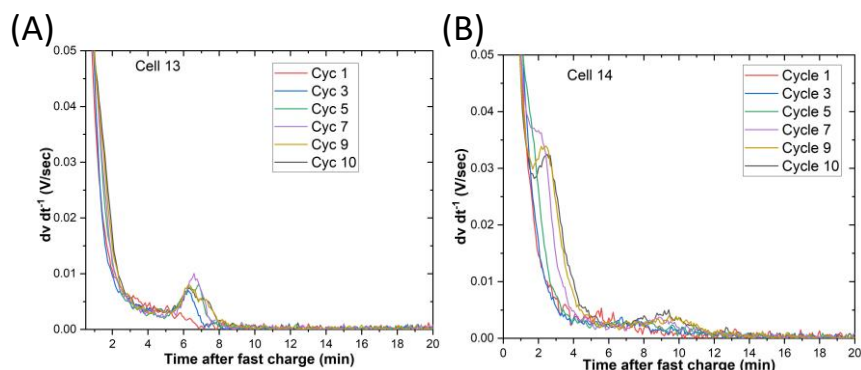 (A)
Cell 13
Cyc 1
Cyc 3
Cyc 5
Cyc 7
Cyc 9
Cyc 10
0.05
0.04
0.03
0.02
0.01
0.00
dv dt⁻¹ (V/sec)
2 4 6 8 10 12 14 16 18 20
Time after fast charge (min)
(B)
Cell 14
Cycle 1
Cycle 3
Cycle 5
Cycle 7
Cycle 9
Cycle 10
0.05
0.04
0.03
0.02
0.01
0.00
dv dt⁻¹ (V/sec)
0 2 4 6 8 10 12 14 16 18 20
Time after fast charge (min)